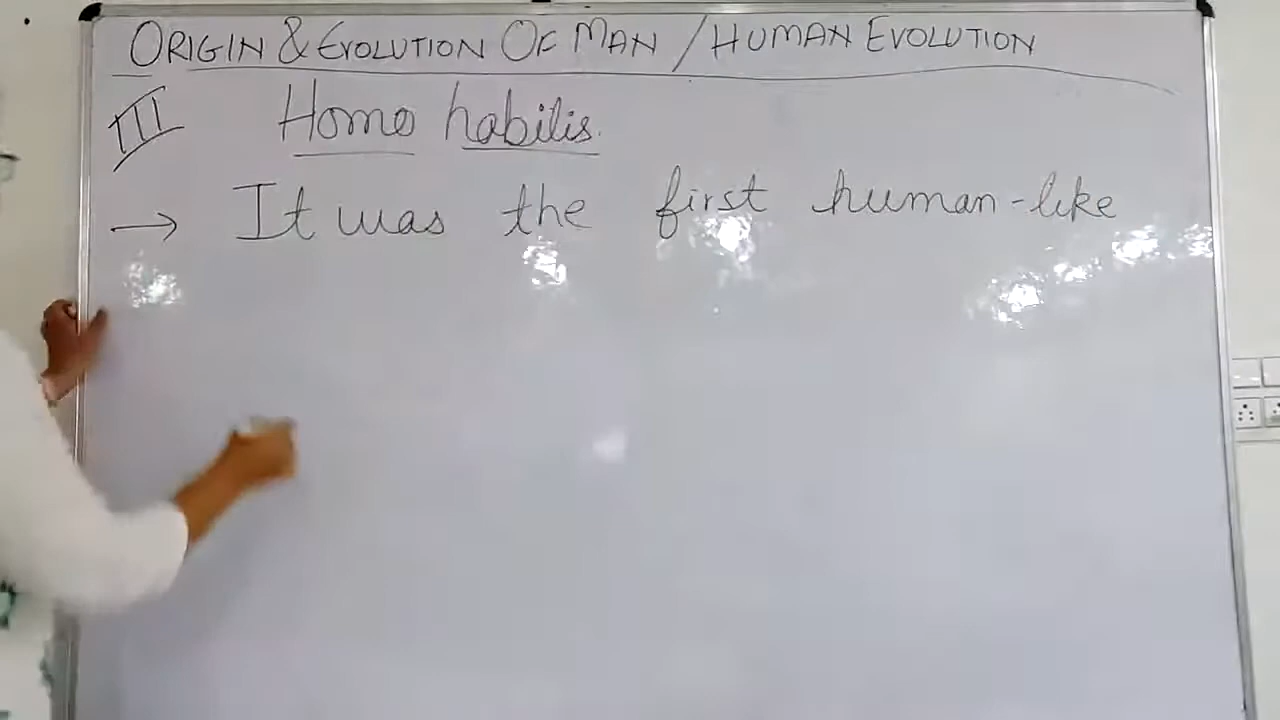 ORIGIN & EVOLUTION OF MAN / HUMAN EVOLUTION
III Homo habilis.
→ It was the first human-like